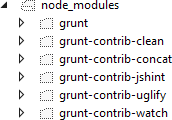 node_modules
grunt
grunt-contrib-clean
grunt-contrib-concat
grunt-contrib-jshint
grunt-contrib-uglify
grunt-contrib-watch